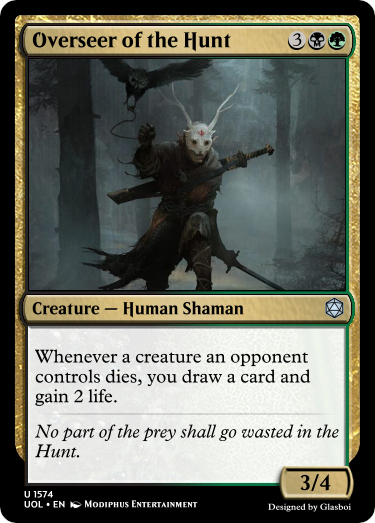 Overseer of the Hunt 3
Creature — Human Shaman
Whenever a creature an opponent
controls dies, you draw a card and
gain 2 life.
No part of the prey shall go wasted in the
Hunt.
3/4
U 1574
UOL • EN Modiphus Entertainment
Designed by Glasboi